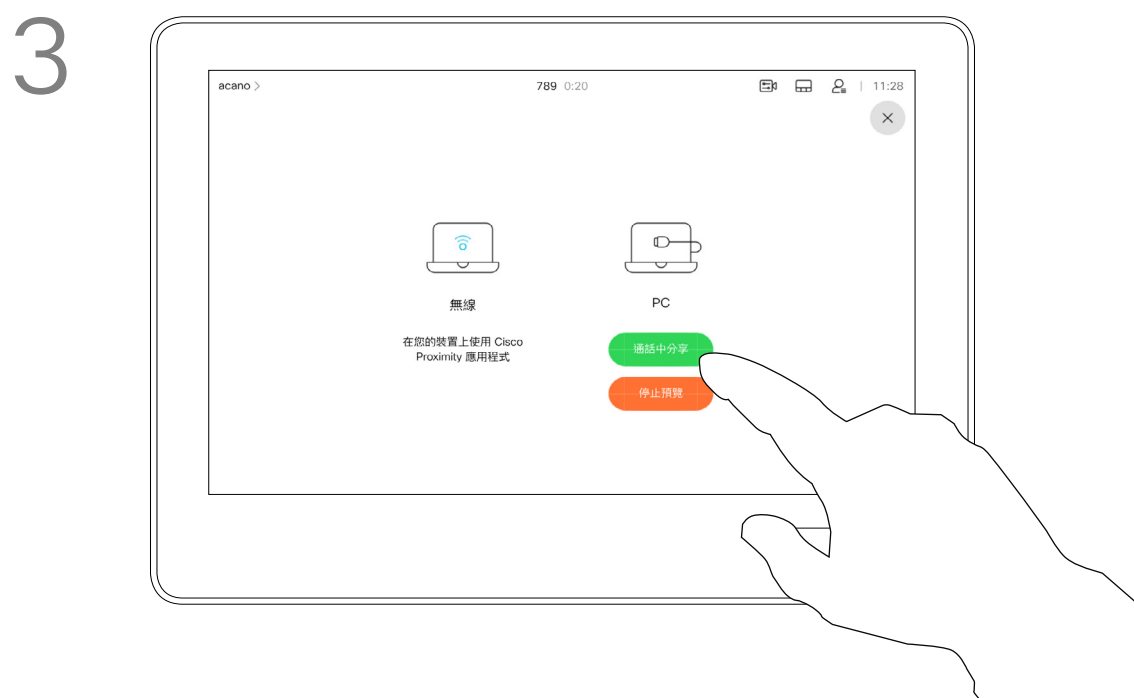 3
acano > 789 0:20 11:28
無線
在您的裝置上使用 Cisco
Proximity 應用程式
PC
通話中分享
停止預覽